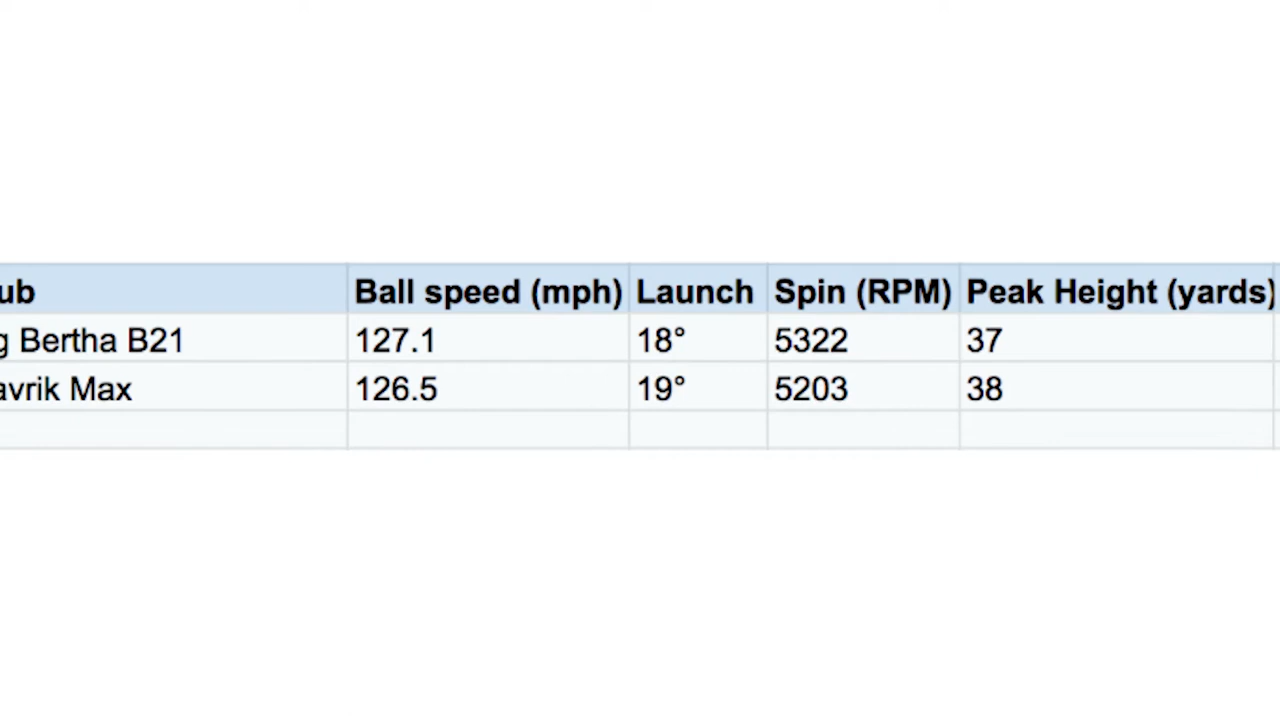 ub Ball speed (mph) Launch Spin (RPM) Peak Height (yards)
g Bertha B21 127.1 18° 5322 37
avrik Max 126.5 19° 5203 38